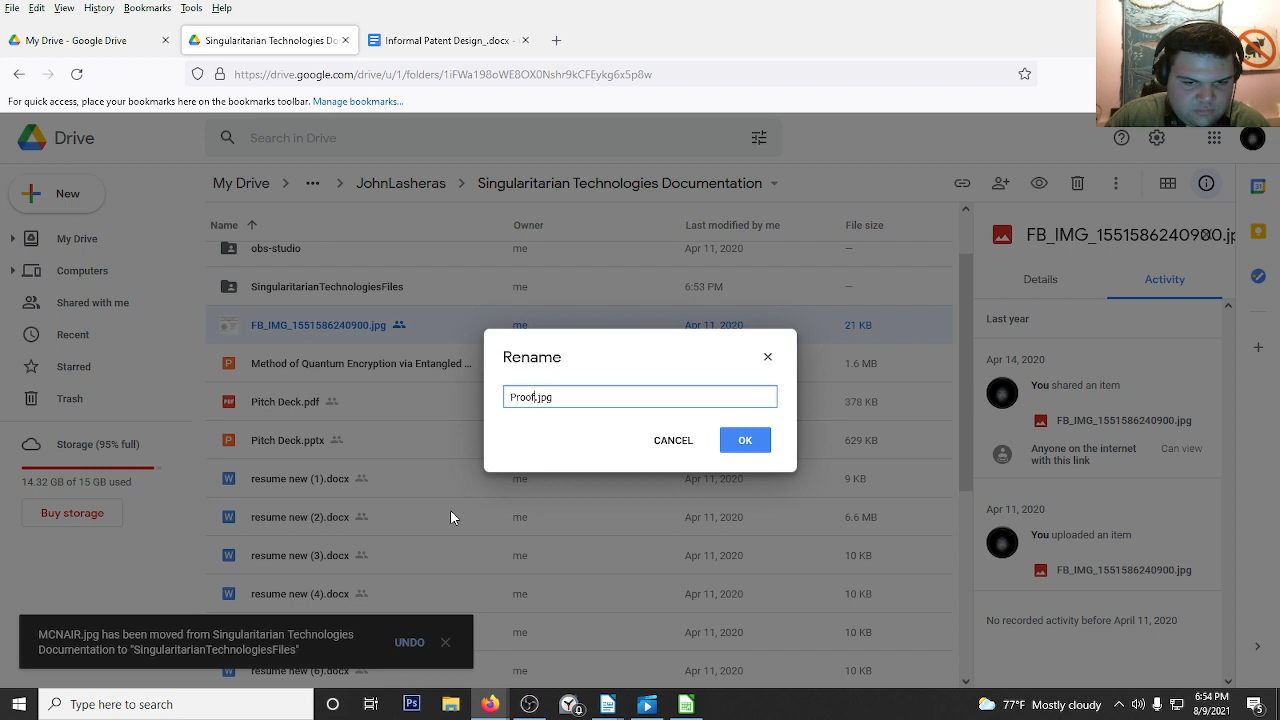 File Edit View History Bookmarks Tools Help
My Drive - Google Drive
Singularitarian Technologies Do
Informal Patent Design_.docx -
https://drive.google.com/drive/u/1/folders/1iFWa198oWE8OX0Nshr9kCFEykg6x5p8w
For quick access, place your bookmarks here on the bookmarks toolbar. Manage bookmarks...
Drive
Search in Drive
New
My Drive
Computers
Shared with me
Recent
Starred
Trash
Storage (95% full)
14.32 GB of 15 GB used
Buy storage
My Drive > ••• > JohnLasheras > Singularitarian Technologies Documentation
Name Owner Last modified by me File size
obs-studio me Apr 11, 2020 —
SingularitarianTechnologiesFiles me 6:53 PM —
FB_IMG_1551586240900.jpg me Apr 11, 2020 21 KB
Method of Quantum Encryption via Entangled ... 1.6 MB
Pitch Deck.pdf 378 KB
Pitch Deck.pptx 629 KB
resume new (1).docx me Apr 11, 2020 9 KB
resume new (2).docx me Apr 11, 2020 6.6 MB
resume new (3).docx me Apr 11, 2020 10 KB
resume new (4).docx me Apr 11, 2020 10 KB
me Apr 11, 2020 10 KB
resume new (6).docx me Apr 11, 2020 10 KB
Rename
Proof.jpg
CANCEL OK
FB_IMG_1551586240900.jp
Details Activity
Last year
Apr 14, 2020
You shared an item
FB_IMG_1551586240900.jpg
Anyone on the internet Can view
with this link
Apr 11, 2020
You uploaded an item
FB_IMG_1551586240900.jpg
No recorded activity before April 11, 2020
MCNAIR.jpg has been moved from Singularitarian Technologies
Documentation to "SingularitarianTechnologiesFiles"
UNDO
Type here to search
77°F Mostly cloudy
6:54 PM
8/9/2021